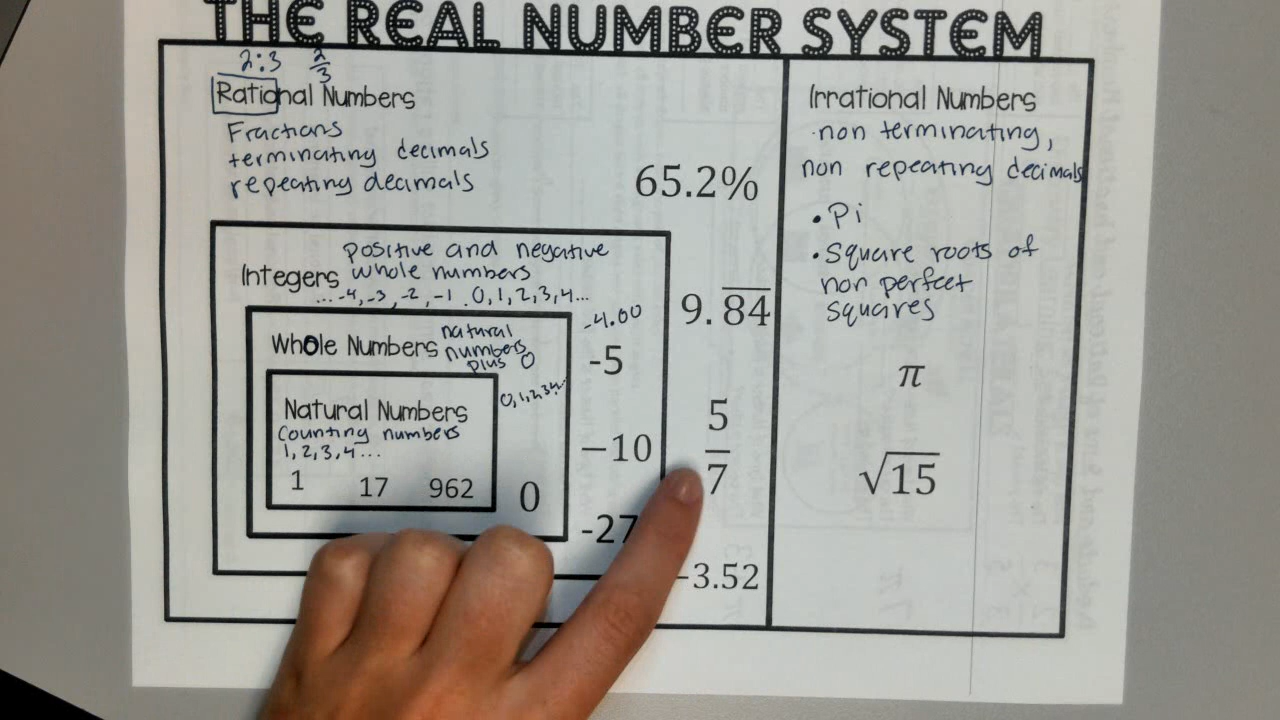 THE REAL NUMBER SYSTEM
2:3 2/3
Rational Numbers
Fractions
terminating decimals
repeating decimals
65.2%
Integers
positive and negative
whole numbers
...-4,-3,-2,-1,0,1,2,3,4...
-4.00
9.8̅4̅
Whole Numbers
natural
numbers
plus 0
0,1,2,3,4...
-5
Natural Numbers
Counting numbers
1,2,3,4...
1 17 962
0
-10
5/7
-27
-3.52
Irrational Numbers
·non terminating,
non repeating decimals
•Pi
•Square roots of
non perfect
squares
π
√15